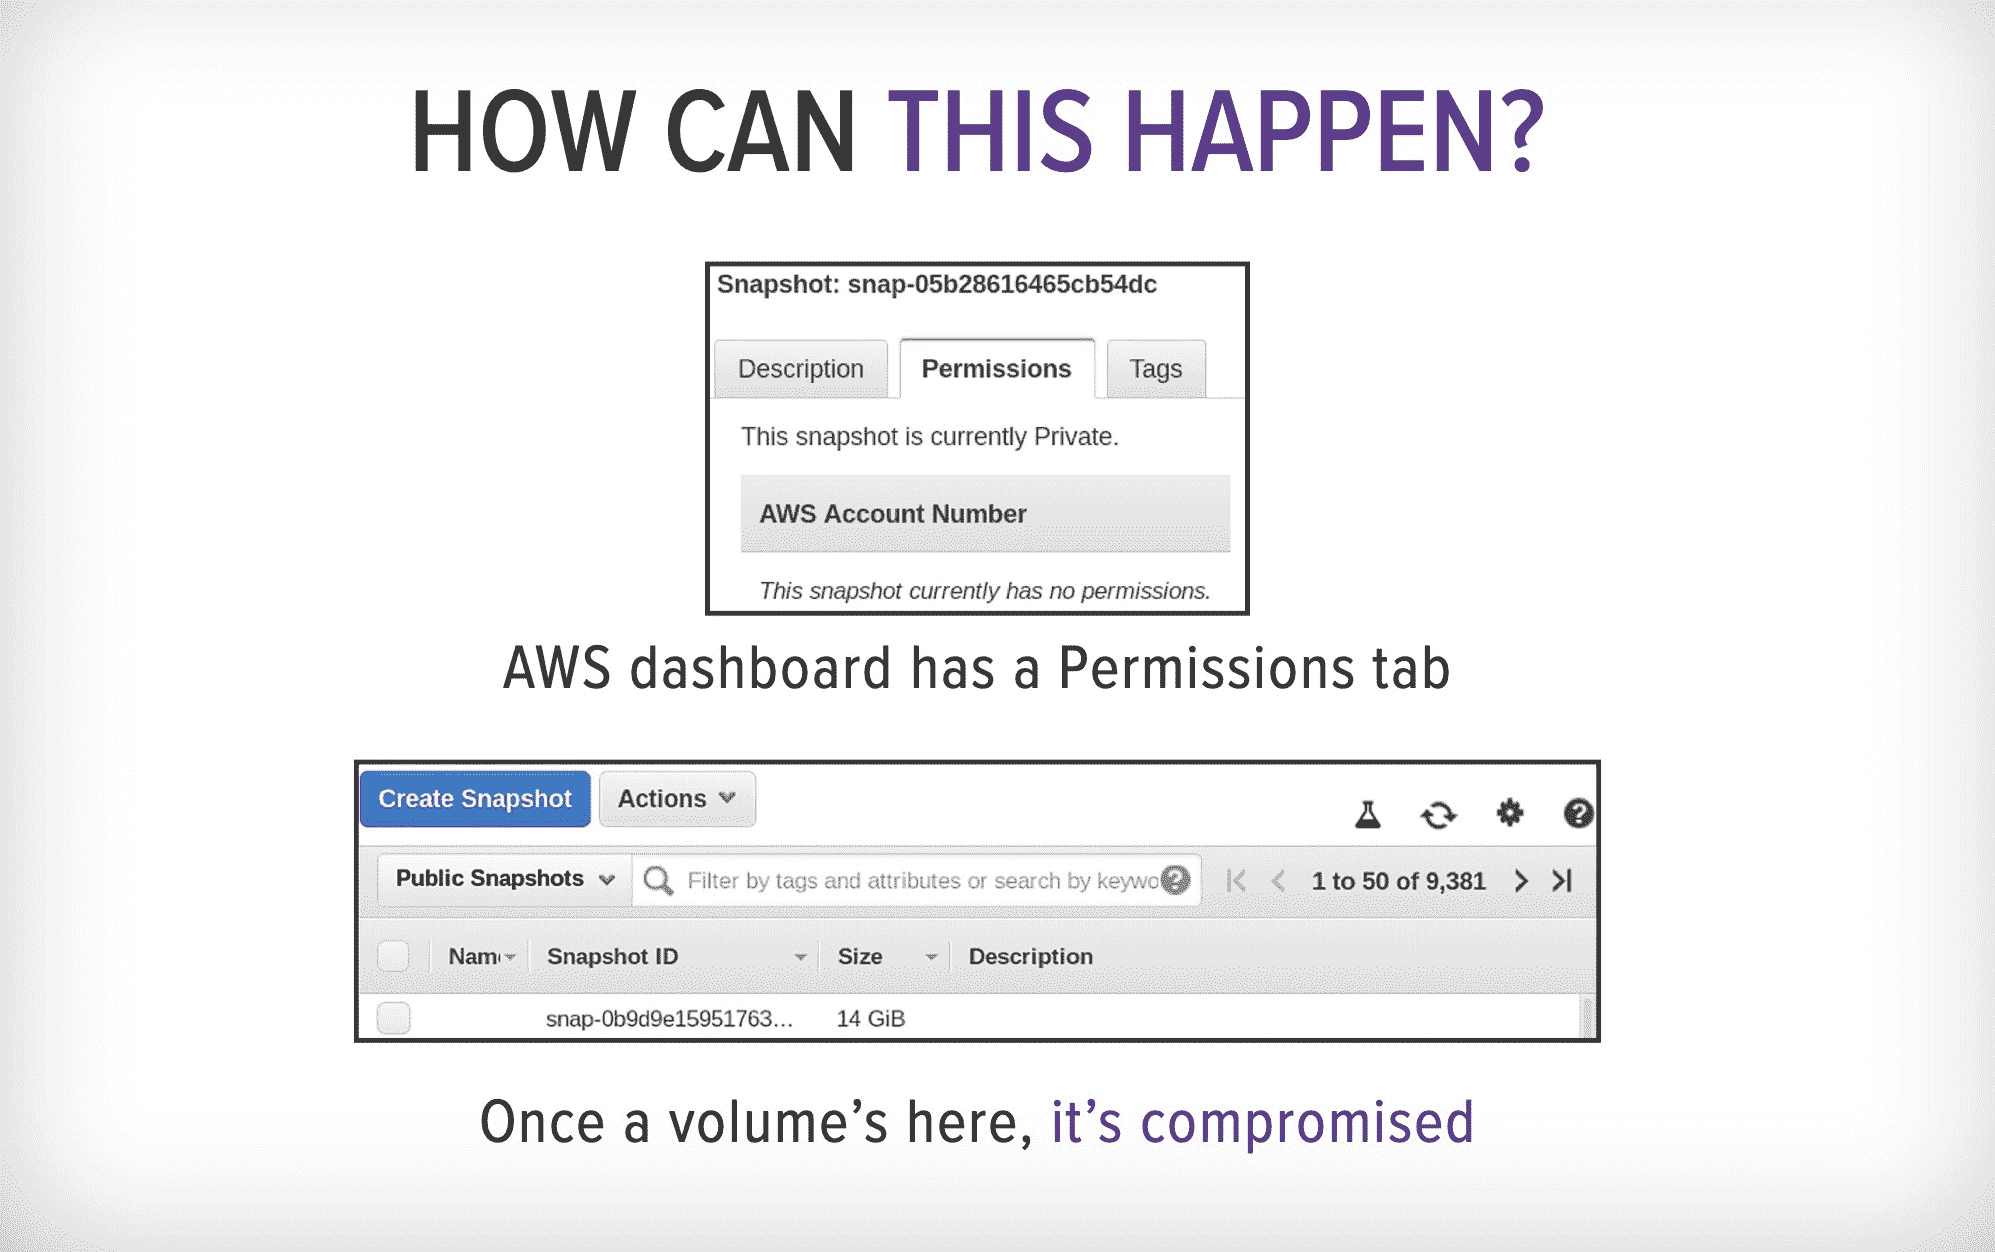 HOW CAN THIS HAPPEN?
Snapshot: snap-05b28616465cb54dc
Description Permissions Tags
This snapshot is currently Private.
AWS Account Number
This snapshot currently has no permissions.
AWS dashboard has a Permissions tab
Create Snapshot Actions
Public Snapshots Filter by tags and attributes or search by keywo 1 to 50 of 9,381
Nam Snapshot ID Size Description
snap-0b9d9e15951763... 14 GiB
Once a volume’s here, it’s compromised